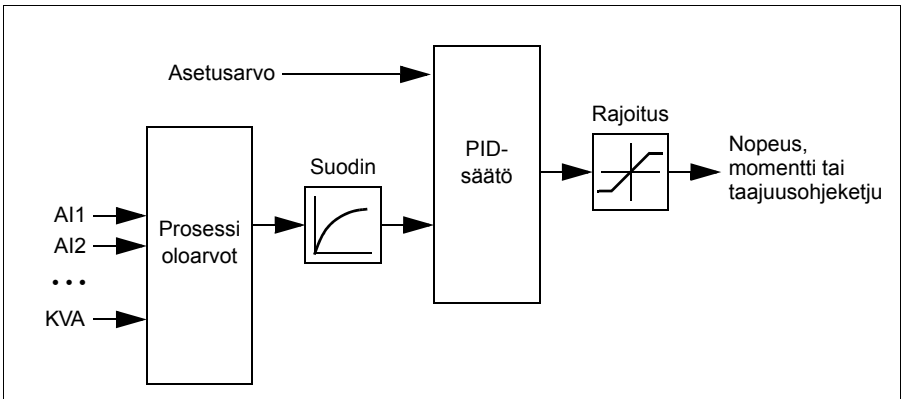 Asetusarvo
Rajoitus
PID-
säätö
Nopeus,
momentti tai
taajuusohjeketju
Suodin
AI1
AI2
• • •
KVA
Prosessi
oloarvot